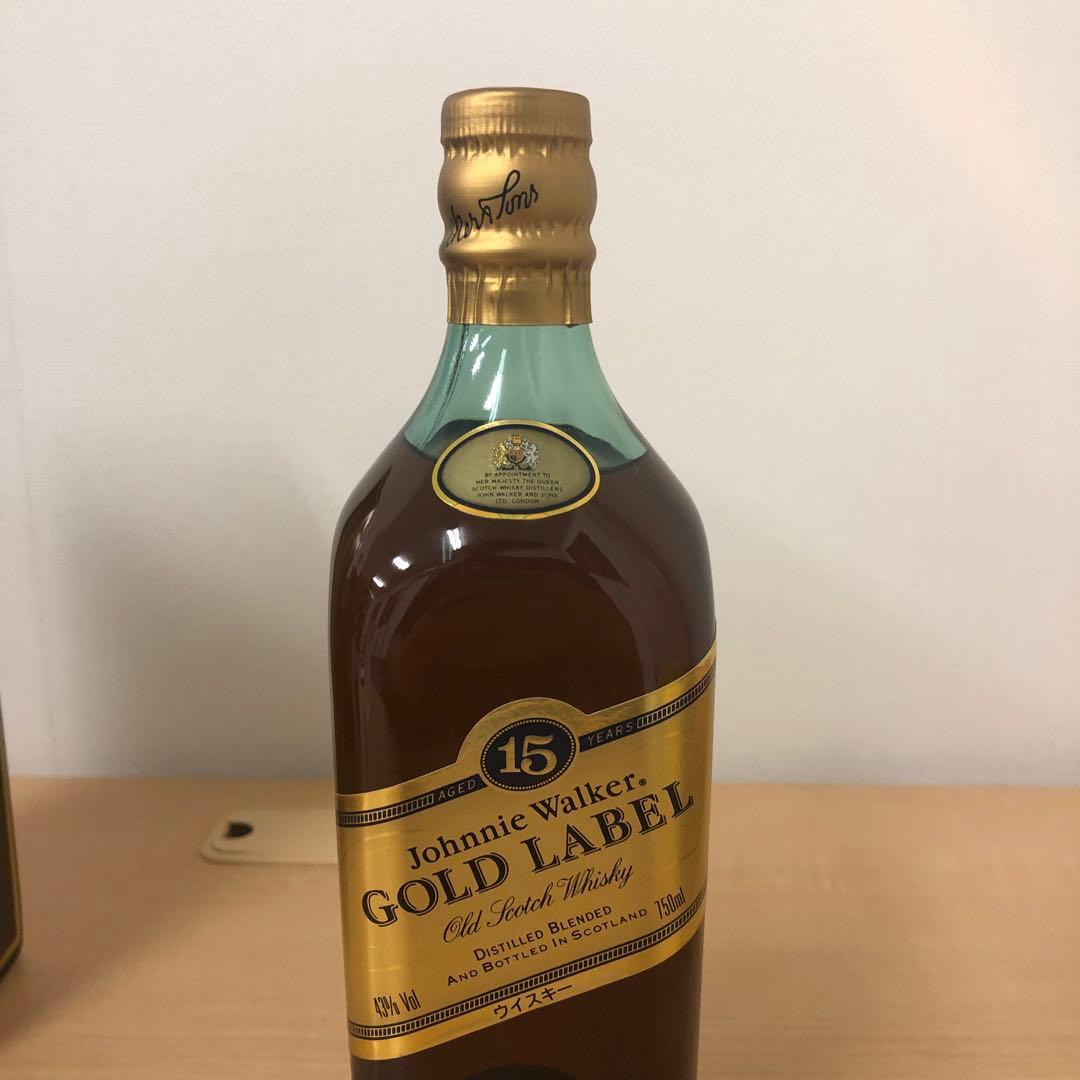 & Sons
BY APPOINTMENT TO
HER MAJESTY THE QUEEN
SCOTCH WHISKY DISTILLERS
JOHN WALKER AND SONS
LTD. LONDON
AGED 15 YEARS
Johnnie Walker®
GOLD LABEL
Old Scotch Whisky
DISTILLED BLENDED
AND BOTTLED IN SCOTLAND
750ml
43% Vol
ウイスキー